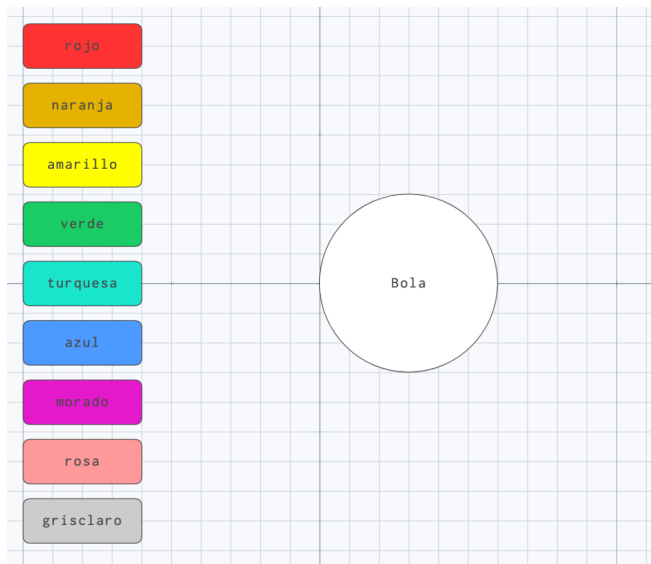 rojo
naranja
amarillo
verde
turquesa
azul
morado
rosa
grisclaro
Bola